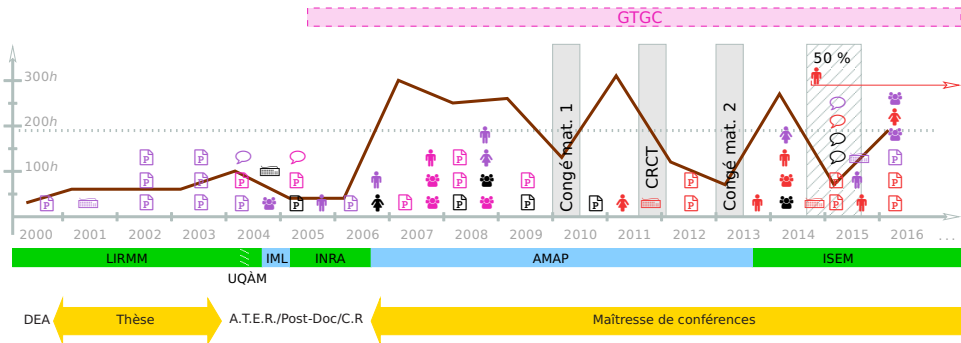 GTGC
50 %
300h
200h
100h
Congé mat. 1
CRCT
Congé mat. 2
P P P P P P
P P P P P P P P
P P P P P P P P P P P P
2000 2001 2002 2003 2004 2005 2006 2007 2008 2009 2010 2011 2012 2013 2014 2015 2016 ...
LIRMM IML INRA AMAP ISEM
UQÀM
DEA Thèse A.T.E.R./Post-Doc/C.R Maîtresse de conférences